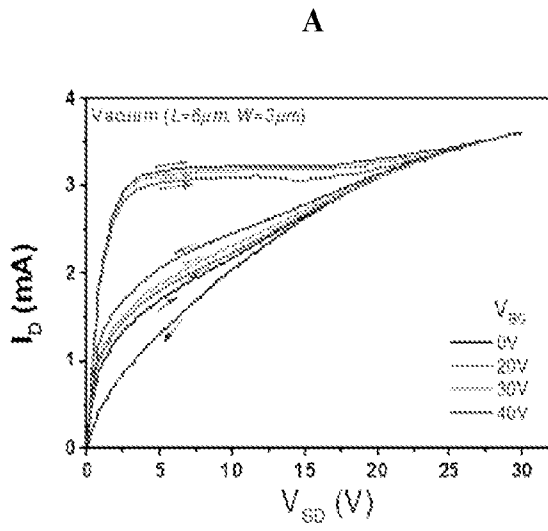 A
Vacuum (L=6μm, W=3μm)
4
3
2
1
0
I_D (mA)
V_SG
0V
20V
30V
40V
0 5 10 15 20 25 30
V_SD (V)